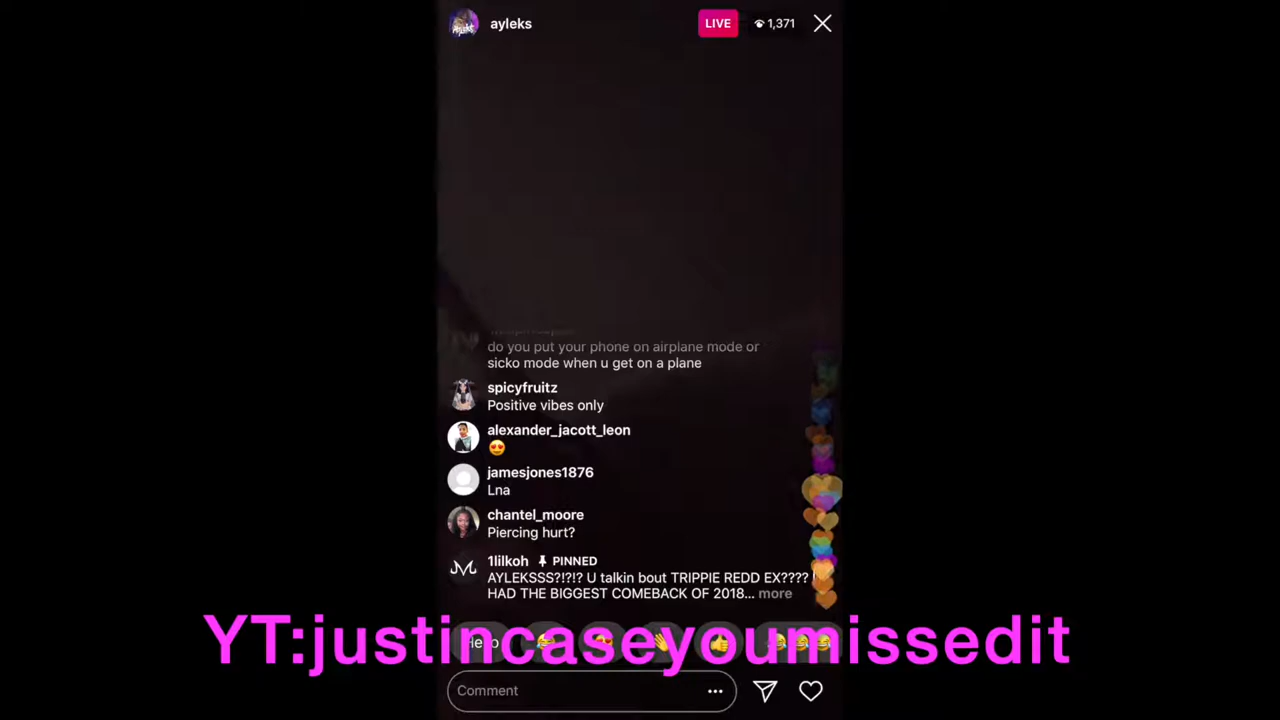 ayleks
LIVE
1,371
do you put your phone on airplane mode or
sicko mode when u get on a plane
spicyfruitz
Positive vibes only
alexander_jacott_leon
jamesjones1876
Lna
chantel_moore
Piercing hurt?
1lilkoh PINNED
AYLEKSSS?!?!? U talkin bout TRIPPIE REDD EX???? I
HAD THE BIGGEST COMEBACK OF 2018... more
YT:justincaseyoumissedit
Hello
Comment